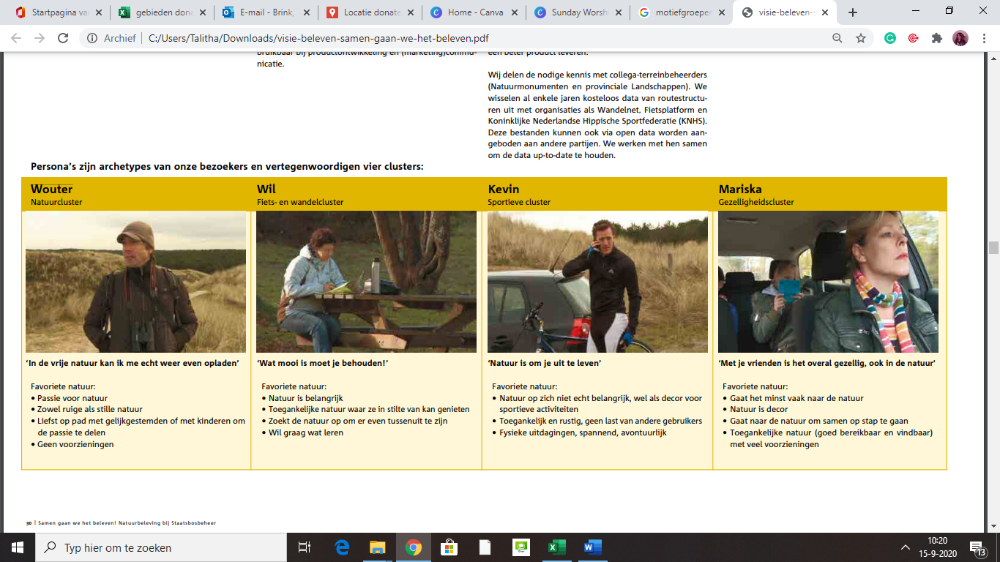 Startpagina va
gebieden don
E-mail - Brink,
Locatie donate
Home - Canva
Sunday Worsh
motiefgroeper
visie-beleven-s
Archief | C:/Users/Talitha/Downloads/visie-beleven-samen-gaan-we-het-beleven.pdf
bruikbaar bij productontwikkeling en (marketing)commu-
nicatie.
een beter product leveren.
Wij delen de nodige kennis met collega-terreinbeheerders
(Natuurmonumenten en provinciale Landschappen). We
wisselen al enkele jaren kosteloos data van routestructu-
ren uit met organisaties als Wandelnet, Fietsplatform en
Koninklijke Nederlandse Hippische Sportfederatie (KNHS).
Deze bestanden kunnen ook via open data worden aan-
geboden aan andere partijen. We werken met hen samen
om de data up-to-date te houden.
Persona's zijn archetypes van onze bezoekers en vertegenwoordigen vier clusters:
Wouter
Natuurcluster
'In de vrije natuur kan ik me echt weer even opladen'
Favoriete natuur:
• Passie voor natuur
• Zowel ruige als stille natuur
• Liefst op pad met gelijkgestemden of met kinderen om
de passie te delen
• Geen voorzieningen
Wil
Fiets- en wandelcluster
'Wat mooi is moet je behouden!'
Favoriete natuur:
• Natuur is belangrijk
• Toegankelijke natuur waar ze in stilte van kan genieten
• Zoekt de natuur op om er even tussenuit te zijn
• Wil graag wat leren
Kevin
Sportieve cluster
'Natuur is om je uit te leven'
Favoriete natuur:
• Natuur op zich niet echt belangrijk, wel als decor voor
sportieve activiteiten
• Toegankelijk en rustig, geen last van andere gebruikers
• Fysieke uitdagingen, spannend, avontuurlijk
Mariska
Gezelligheidscluster
'Met je vrienden is het overal gezellig, ook in de natuur'
Favoriete natuur:
• Gaat het minst vaak naar de natuur
• Natuur is decor
• Gaat naar de natuur om samen op stap te gaan
• Toegankelijke natuur (goed bereikbaar en vindbaar)
met veel voorzieningen
30 | Samen gaan we het beleven! Natuurbeleving bij Staatsbosbeheer
Typ hier om te zoeken
10:20
15-9-2020
13